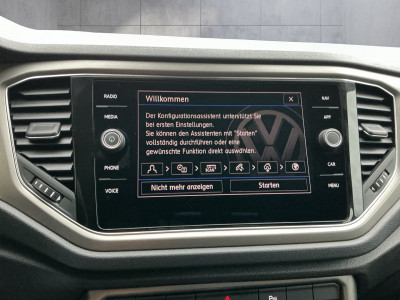 RADIO
MEDIA
PHONE
VOICE
Willkommen
Der Konfigurationsassistent unterstützt Sie
bei ersten Einstellungen.
Sie können den Assistenten mit "Starten"
vollständig durchführen oder eine
gewünschte Funktion direkt auswählen.
Nicht mehr anzeigen
Starten
NAV
APP
CAR
MENU